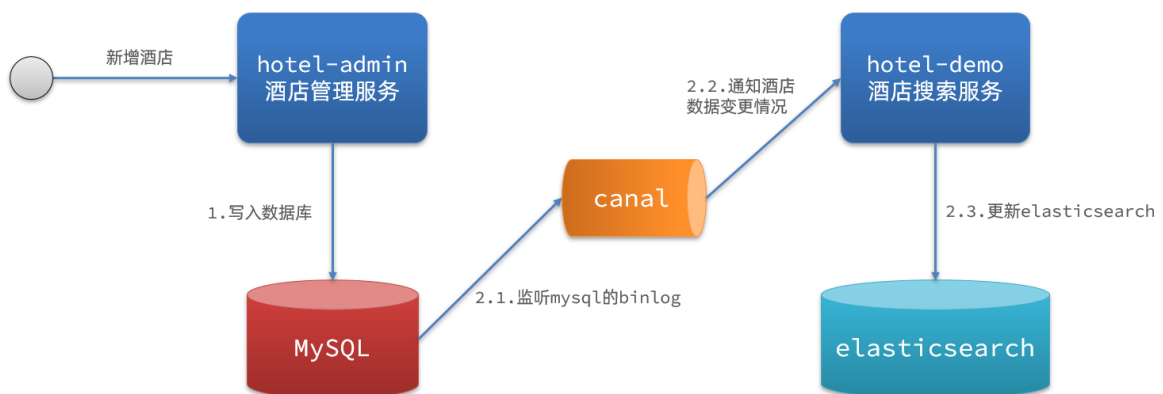 新增酒店
hotel-admin
酒店管理服务
1.写入数据库
MySQL
2.1.监听mysql的binlog
canal
2.2.通知酒店
数据变更情况
hotel-demo
酒店搜索服务
2.3.更新elasticsearch
elasticsearch